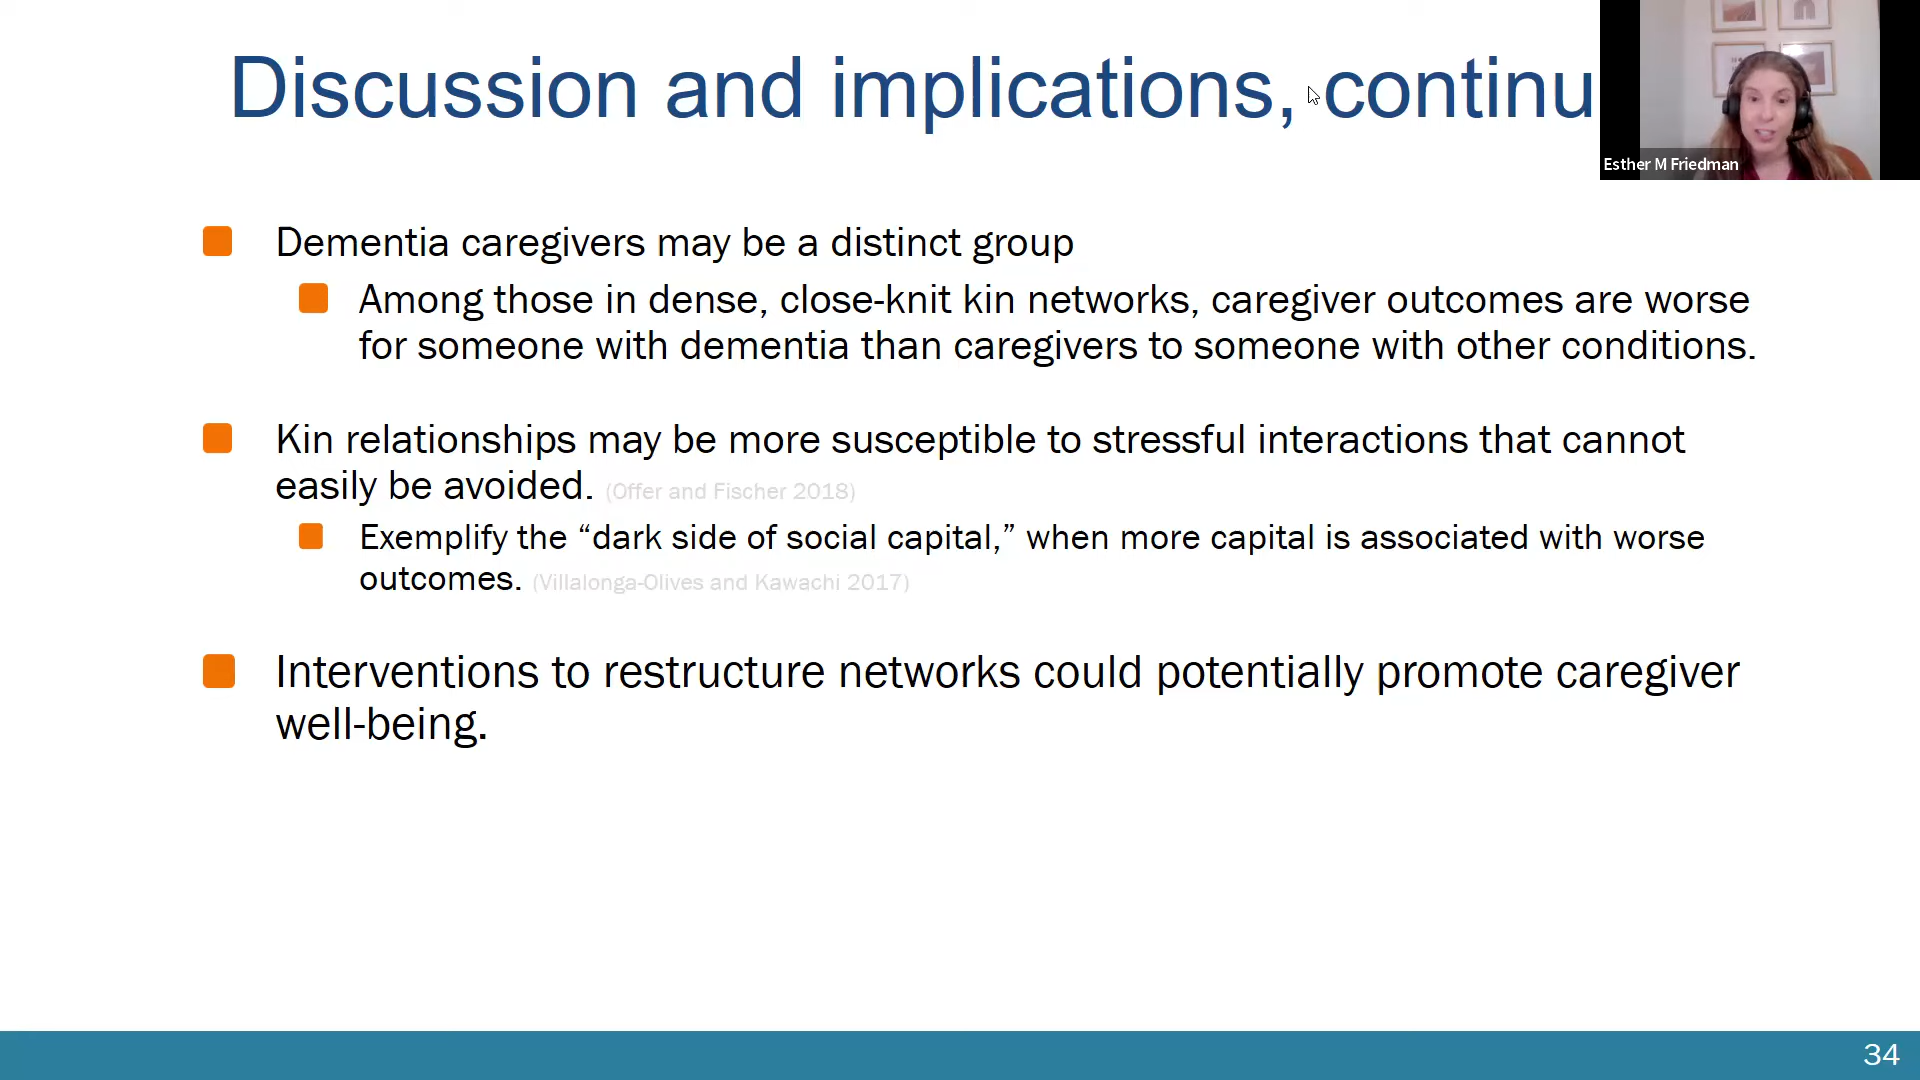 Discussion and implications, continu
Esther M Friedman
Dementia caregivers may be a distinct group
Among those in dense, close-knit kin networks, caregiver outcomes are worse
for someone with dementia than caregivers to someone with other conditions.
Kin relationships may be more susceptible to stressful interactions that cannot
easily be avoided. (Offer and Fischer 2018)
Exemplify the “dark side of social capital,” when more capital is associated with worse
outcomes. (Villalonga-Olives and Kawachi 2017)
Interventions to restructure networks could potentially promote caregiver
well-being.
34